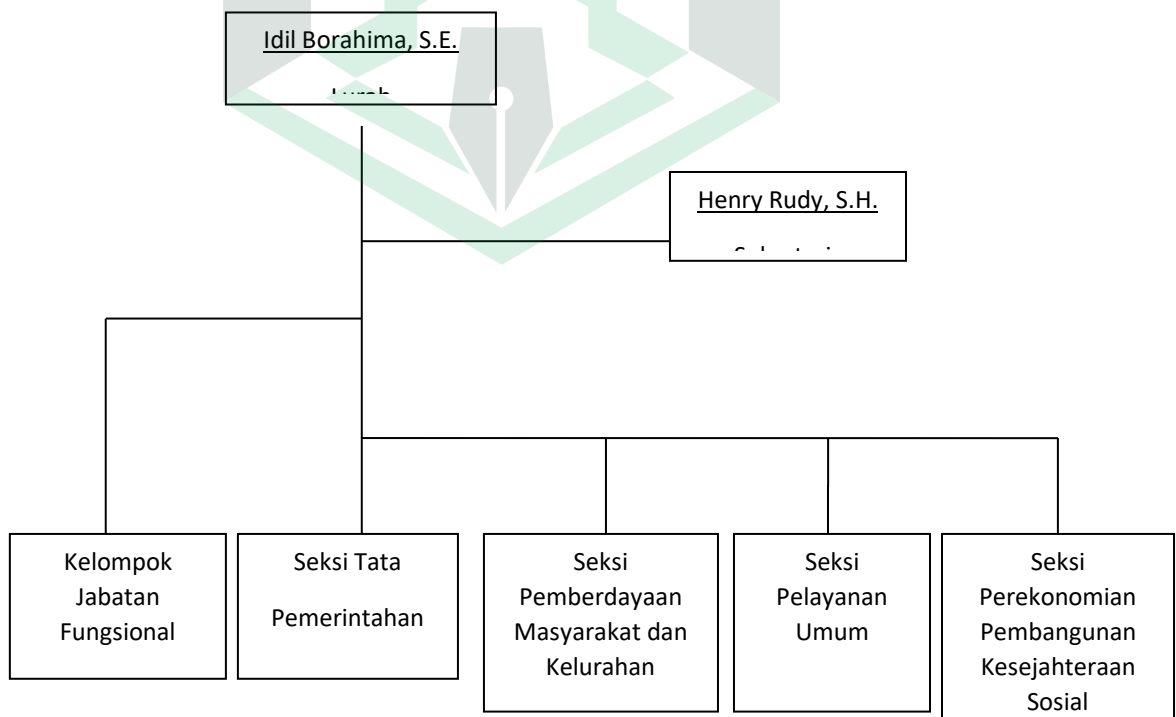 Idil Borahima, S.E.
Henry Rudy, S.H.
Kelompok
Jabatan
Fungsional
Seksi Tata
Pemerintahan
Seksi
Pemberdayaan
Masyarakat dan
Kelurahan
Seksi
Pelayanan
Umum
Seksi
Perekonomian
Pembangunan
Kesejahteraan
Sosial